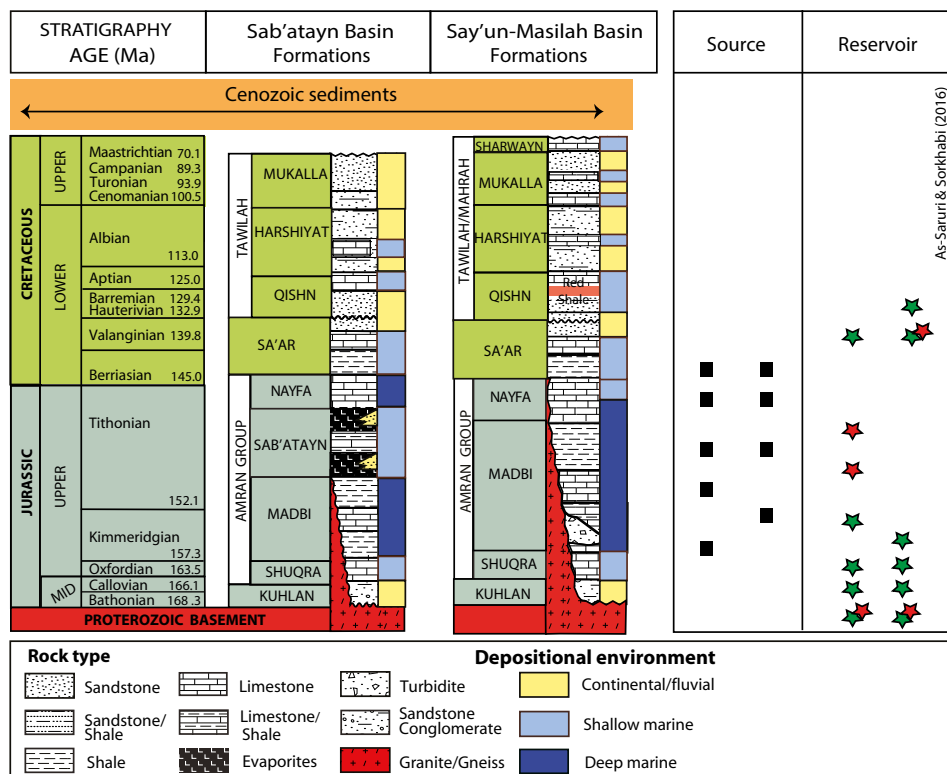 STRATIGRAPHY
AGE (Ma)
Sab'atayn Basin
Formations
Say'un-Masilah Basin
Formations
Source
Reservoir
Cenozoic sediments
As-Saruri & Sorkhabi (2016)
CRETACEOUS
UPPER
Maastrichtian 70.1
Campanian 89.3
Turonian 93.9
Cenomanian 100.5
LOWER
Albian
113.0
Aptian 125.0
Barremian 129.4
Hauterivian 132.9
Valanginian 139.8
Berriasian 145.0
JURASSIC
UPPER
Tithonian
152.1
Kimmeridgian
157.3
Oxfordian 163.5
MID
Callovian 166.1
Bathonian 168.3
PROTEROZOIC BASEMENT
TAWILAH
MUKALLA
HARSHIYAT
QISHN
SA'AR
AMRAN GROUP
NAYFA
SAB'ATAYN
MADBI
SHUQRA
KUHLAN
TAWILAH/MAHRAH
SHARWAYN
MUKALLA
HARSHIYAT
QISHN
Red
Shale
SA'AR
AMRAN GROUP
NAYFA
MADBI
SHUQRA
KUHLAN
Rock type
Sandstone
Sandstone/
Shale
Shale
Limestone
Limestone/
Shale
Evaporites
Turbidite
Sandstone
Conglomerate
Granite/Gneiss
Depositional environment
Continental/fluvial
Shallow marine
Deep marine